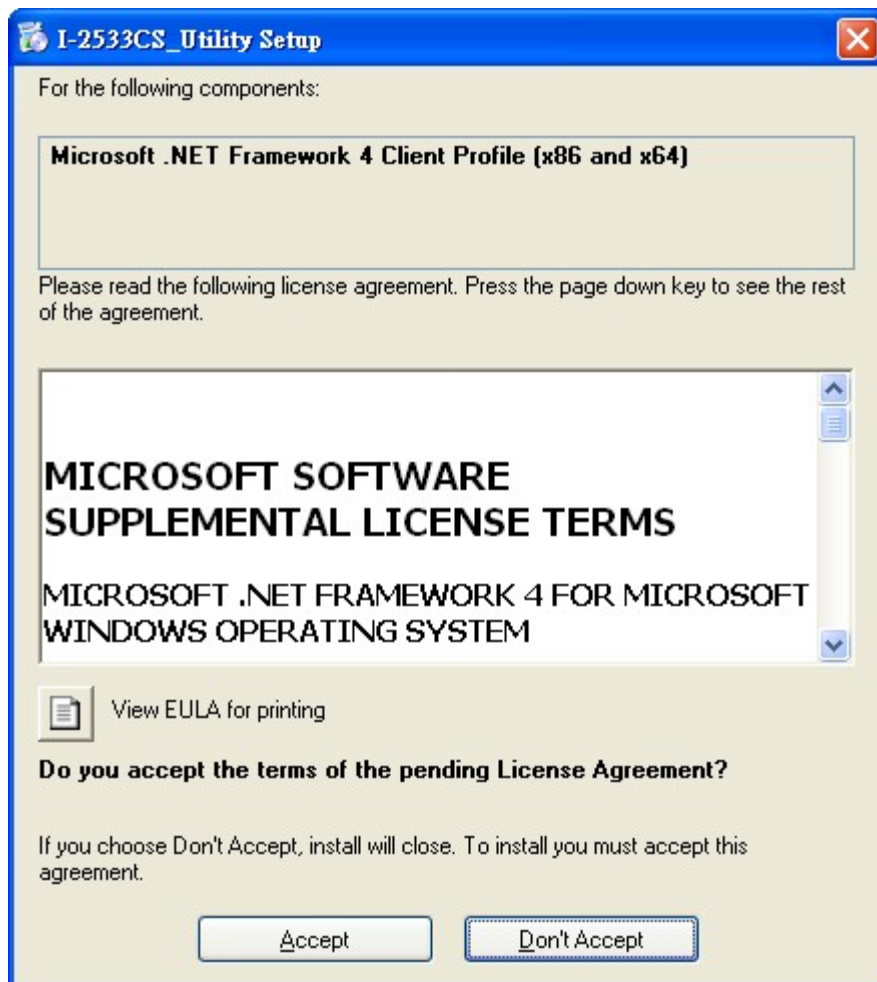 I-2533CS_Utility Setup
For the following components:
Microsoft .NET Framework 4 Client Profile (x86 and x64)
Please read the following license agreement. Press the page down key to see the rest
of the agreement.
MICROSOFT SOFTWARE
SUPPLEMENTAL LICENSE TERMS
MICROSOFT .NET FRAMEWORK 4 FOR MICROSOFT
WINDOWS OPERATING SYSTEM
View EULA for printing
Do you accept the terms of the pending License Agreement?
If you choose Don't Accept, install will close. To install you must accept this
agreement.
Accept
Don't Accept